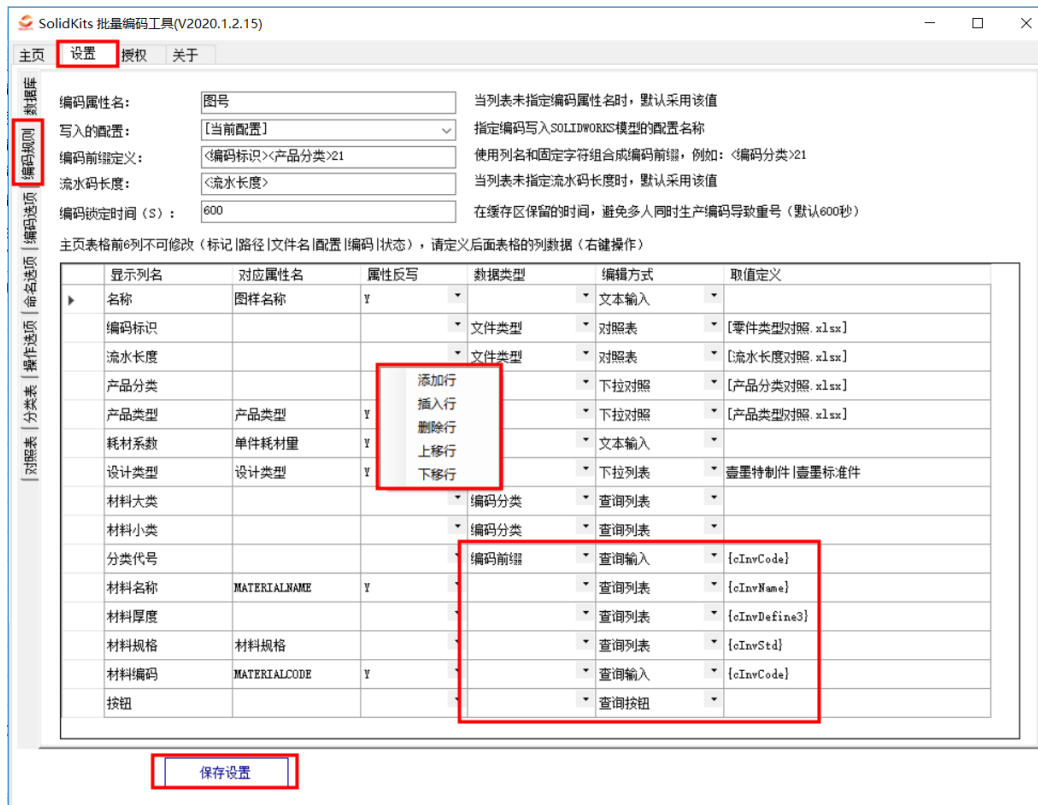 SolidKits 批量编码工具(V2020.1.2.15)
主页 设置 授权 关于
数据库
编码规则
编码选项
命名选项
操作选项
分类表
对照表
编码属性名: 图号 当列表未指定编码属性名时，默认采用该值
写入的配置: [当前配置] 指定编码写入SOLIDWORKS模型的配置名称
编码前缀定义: <编码标识><产品分类>21 使用列名和固定字符组合成编码前缀，例如: <编码分类>21
流水码长度: <流水长度> 当列表未指定流水码长度时，默认采用该值
编码锁定时间(S): 600 在缓存区保留的时间，避免多人同时生产编码导致重号(默认600秒)
主页表格前6列不可修改(标记|路径|文件名|配置|编码|状态)，请定义后面表格的列数据(右键操作)
显示列名 对应属性名 属性反写 数据类型 编辑方式 取值定义
名称 图样名称 Y 文本输入
编码标识 文件类型 对照表 [零件类型对照.xlsx]
流水长度 文件类型 对照表 [流水长度对照.xlsx]
产品分类 下拉对照 [产品分类对照.xlsx]
产品类型 产品类型 Y 下拉对照 [产品类型对照.xlsx]
耗材系数 单件耗材量 Y 文本输入
设计类型 设计类型 Y 下拉列表 壹墨特制件|壹墨标准件
材料大类 编码分类 查询列表
材料小类 编码分类 查询列表
分类代号 编码前缀 查询输入 {cInvCode}
材料名称 MATERIALNAME Y 查询列表 {cInvName}
材料厚度 查询列表 {cInvDefine3}
材料规格 材料规格 查询列表 {cInvStd}
材料编码 MATERIALCODE Y 查询输入 {cInvCode}
按钮 查询按钮
添加行
插入行
删除行
上移行
下移行
保存设置